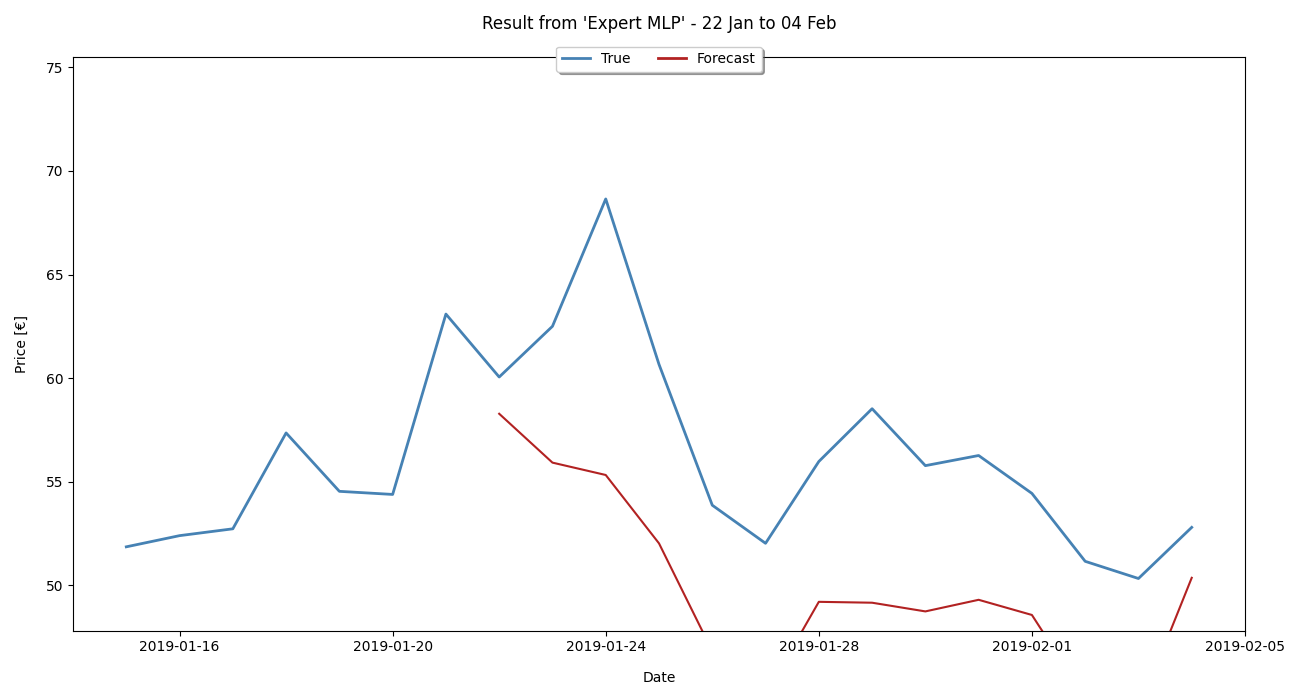 Result from 'Expert MLP' - 22 Jan to 04 Feb
True Forecast
75
70
65
60
55
50
Price [€]
2019-01-16 2019-01-20 2019-01-24 2019-01-28 2019-02-01 2019-02-05
Date